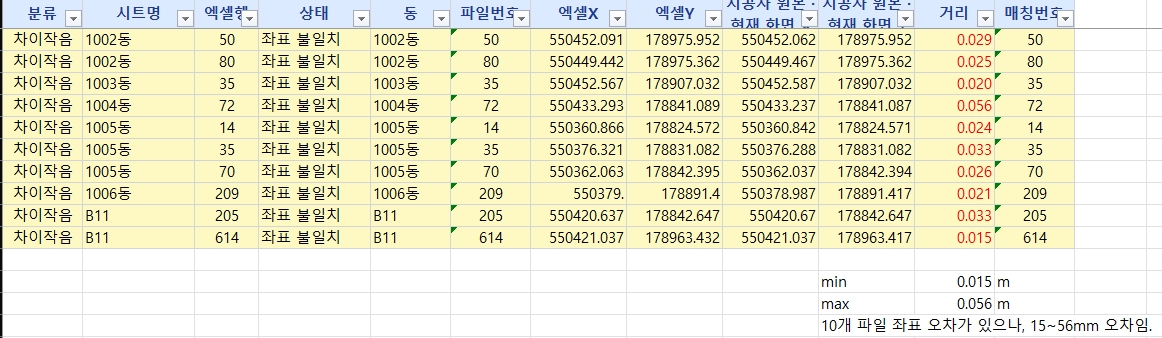 분류 시트명 엑셀행 상태 동 파일번호 엑셀X 엑셀Y 시공사 원본 · 현재 화면 시공사 원본 · 현재 화면 거리 매칭번호
차이작음 1002동 50 좌표 불일치 1002동 50 550452.091 178975.952 550452.062 178975.952 0.029 50
차이작음 1002동 80 좌표 불일치 1002동 80 550449.442 178975.362 550449.467 178975.362 0.025 80
차이작음 1003동 35 좌표 불일치 1003동 35 550452.567 178907.032 550452.587 178907.032 0.020 35
차이작음 1004동 72 좌표 불일치 1004동 72 550433.293 178841.089 550433.237 178841.087 0.056 72
차이작음 1005동 14 좌표 불일치 1005동 14 550360.866 178824.572 550360.842 178824.571 0.024 14
차이작음 1005동 35 좌표 불일치 1005동 35 550376.321 178831.082 550376.288 178831.082 0.033 35
차이작음 1005동 70 좌표 불일치 1005동 70 550362.063 178842.395 550362.037 178842.394 0.026 70
차이작음 1006동 209 좌표 불일치 1006동 209 550379. 178891.4 550378.987 178891.417 0.021 209
차이작음 B11 205 좌표 불일치 B11 205 550420.637 178842.647 550420.67 178842.647 0.033 205
차이작음 B11 614 좌표 불일치 B11 614 550421.037 178963.432 550421.037 178963.417 0.015 614
min 0.015 m
max 0.056 m
10개 파일 좌표 오차가 있으나, 15~56mm 오차임.